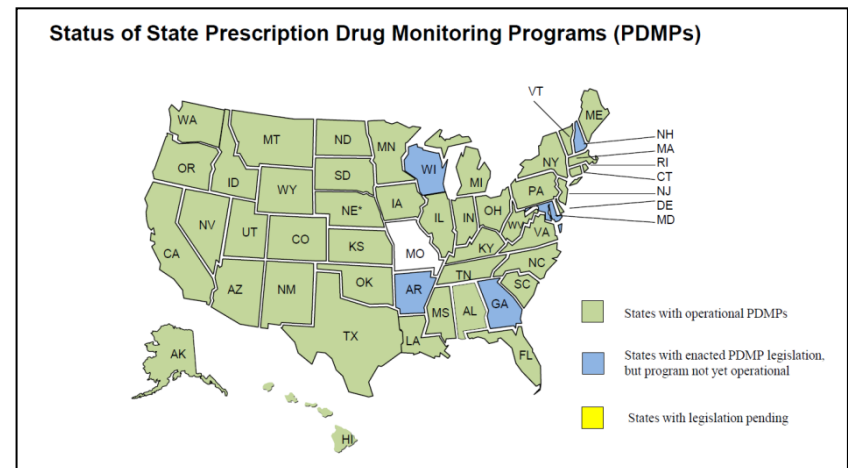 Status of State Prescription Drug Monitoring Programs (PDMPs)
VT
WA
ME
MT
ND
MN
NH
MA
OR
NY
RI
ID
SD
WI
MI
CT
WY
PA
NJ
IA
NE*
OH
DE
NV
IL
IN
MD
UT
WV
CO
VA
CA
KS
MO
KY
NC
TN
OK
SC
AZ
NM
AR
MS
AL
GA
States with operational PDMPs
TX
LA
FL
AK
States with enacted PDMP legislation,
but program not yet operational
States with legislation pending
HI